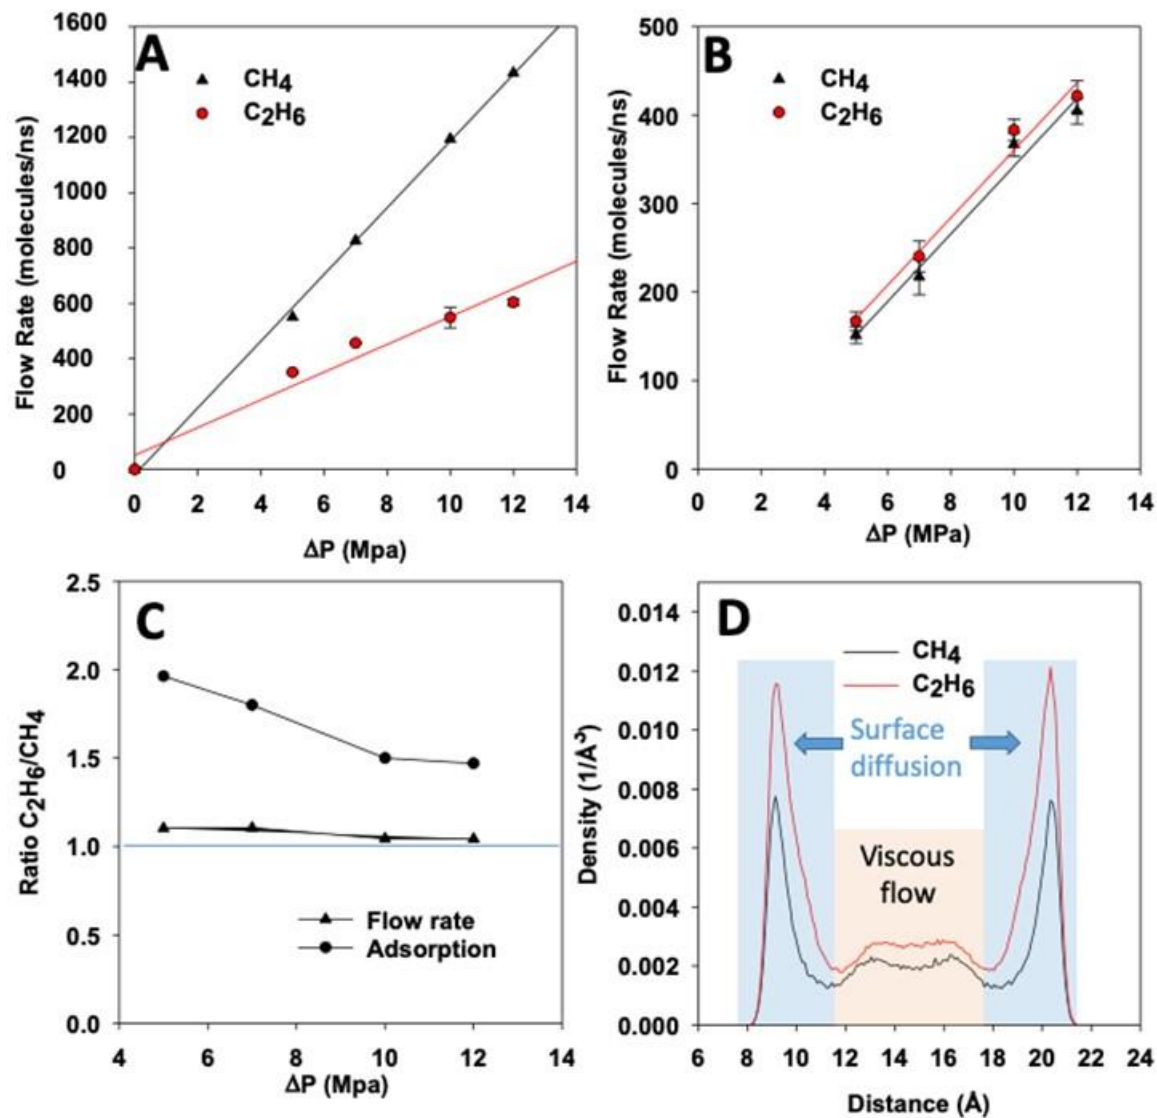 A
CH4
C2H6
Flow Rate (molecules/ns)
1600
1400
1200
1000
800
600
400
200
0
0 2 4 6 8 10 12 14
ΔP (Mpa)
B
CH4
C2H6
Flow Rate (molecules/ns)
500
400
300
200
100
0
0 2 4 6 8 10 12 14
ΔP (MPa)
C
Ratio C2H6/CH4
2.5
2.0
1.5
1.0
0.5
0.0
Flow rate
Adsorption
4 6 8 10 12 14
ΔP (Mpa)
D
CH4
C2H6
Density (1/Å3)
0.014
0.012
0.010
0.008
0.006
0.004
0.002
0.000
Surface
diffusion
Viscous
flow
6 8 10 12 14 16 18 20 22 24
Distance (Å)